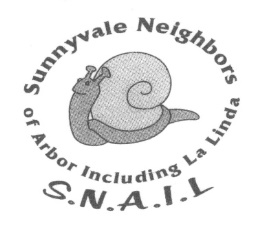 Sunnyvale Neighbors
of Arbor Including La Linda
S.N.A.I.L